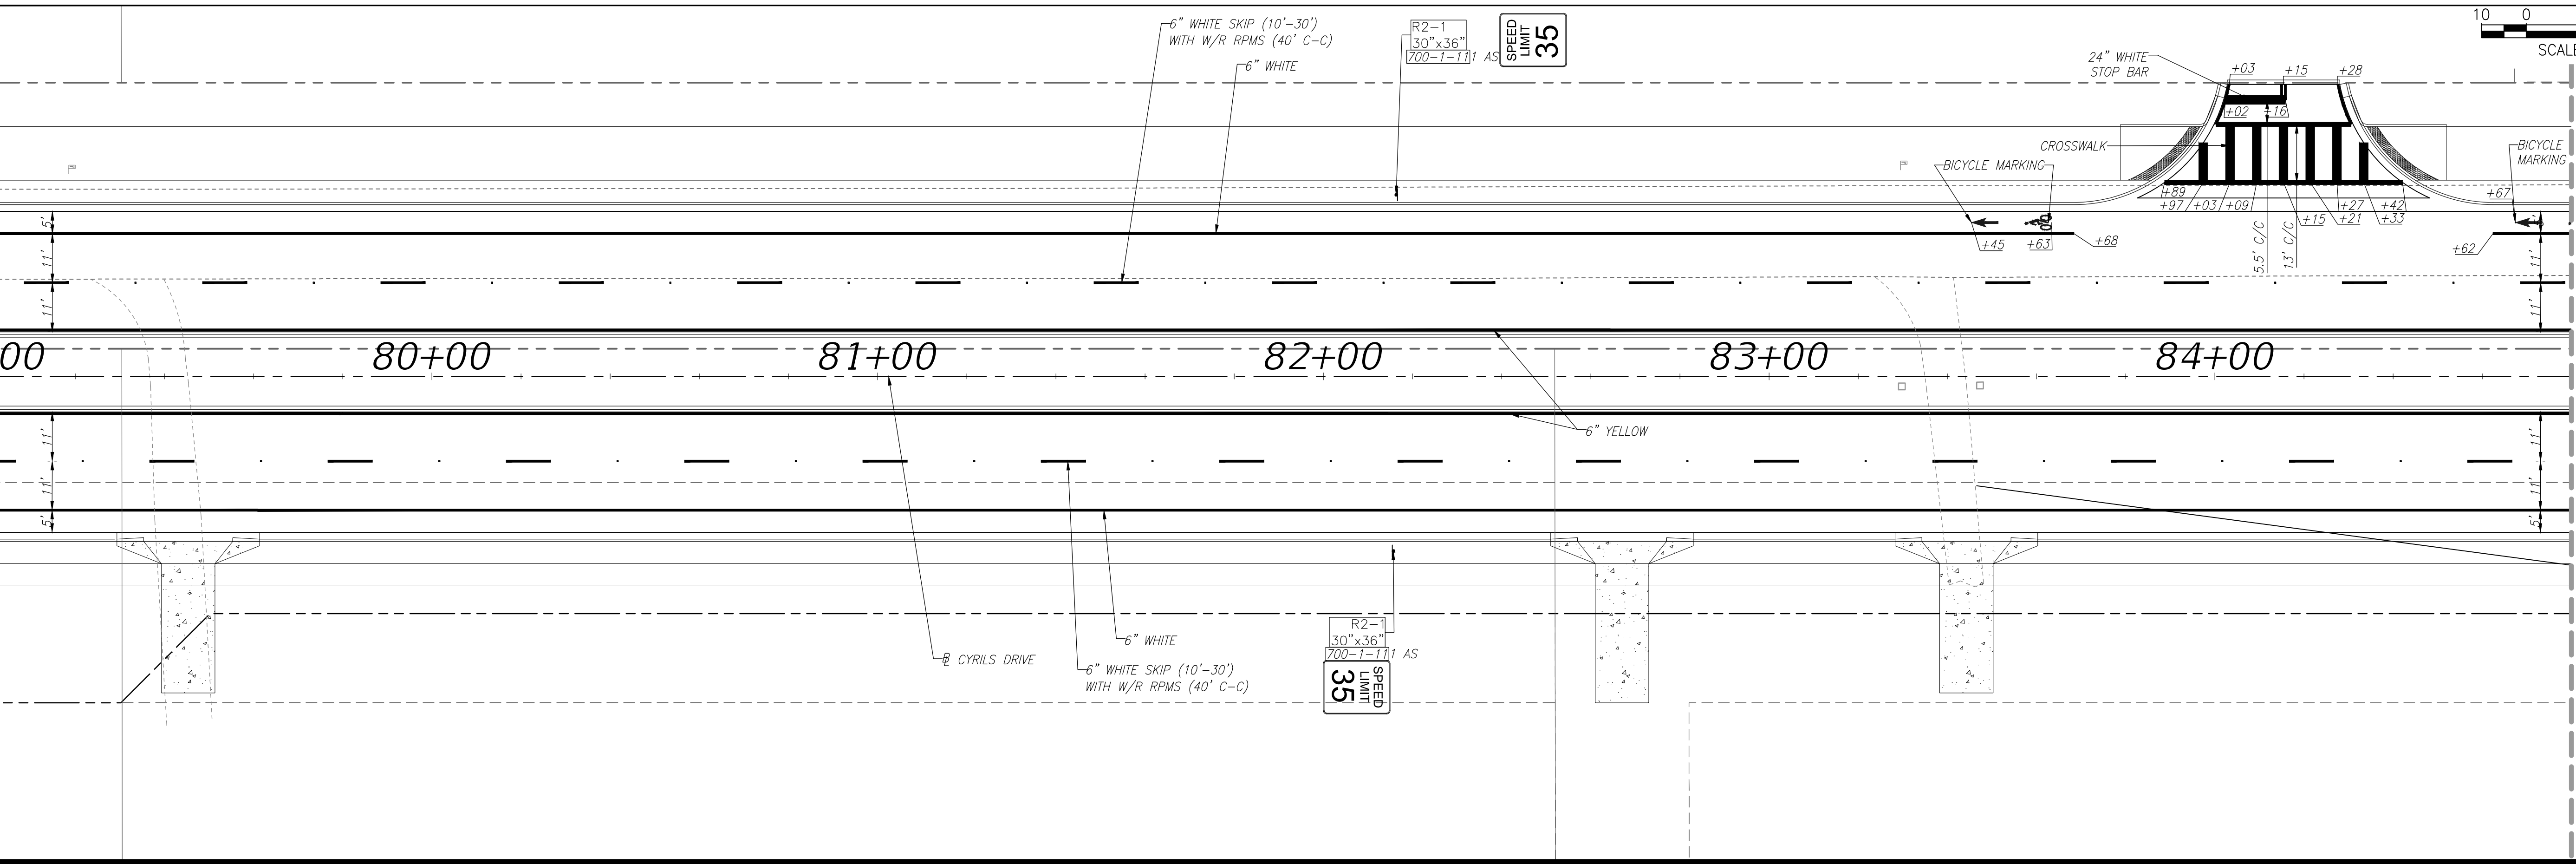 6" WHITE SKIP (10'-30')
WITH W/R RPMS (40' C-C)
6" WHITE
R2-1
30"x36"
700-1-111 AS
SPEED
LIMIT
35
10 0
SCALE
24" WHITE
STOP BAR
+03 +15 +28
+02 +16
CROSSWALK
BICYCLE MARKING
BICYCLE
MARKING
+89
+97 +03 +09
+15 +21
+27 +42
+33
+67
+45 +63 +68
+62
5.5' C/C
13' C/C
5'
11'
11'
5'
11'
11'
00 80+00 81+00 82+00 83+00 84+00
6" YELLOW
11'
11'
5'
11'
11'
5'
6" WHITE
CYRILS DRIVE
6" WHITE SKIP (10'-30')
WITH W/R RPMS (40' C-C)
R2-1
30"x36"
700-1-111 AS
SPEED
LIMIT
35